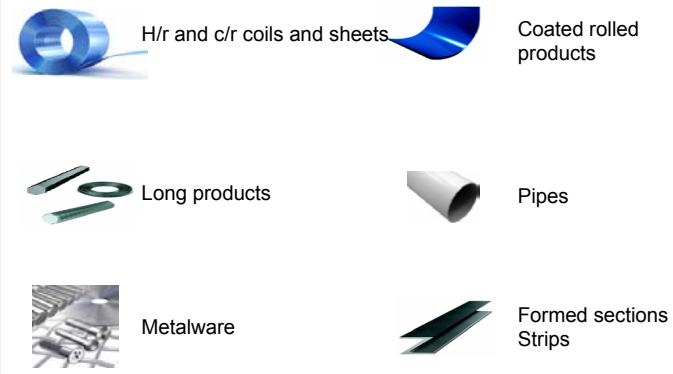 H/r and c/r coils and sheets
Coated rolled
products
Long products
Pipes
Metalware
Formed sections
Strips